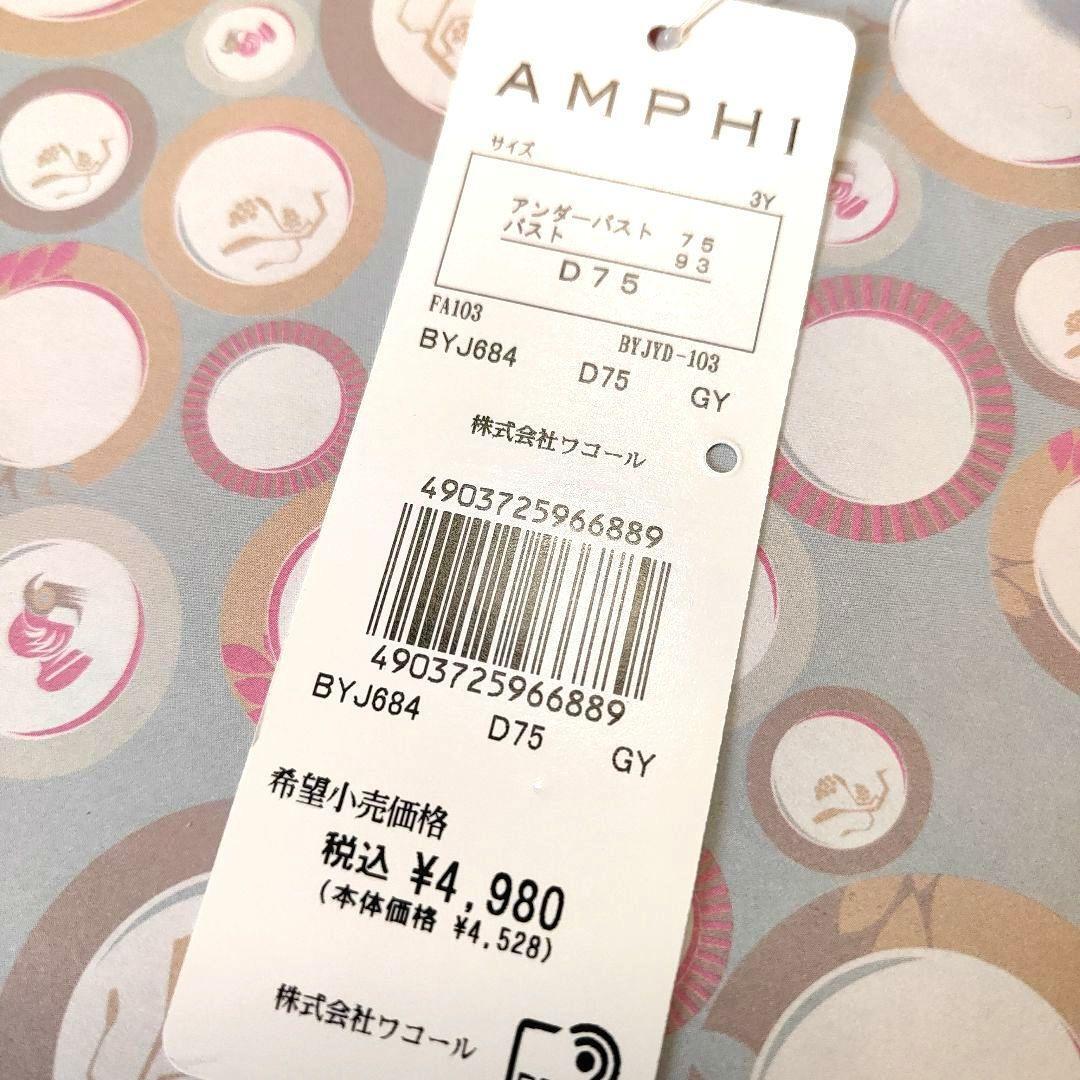 AMPHI
サイズ
3Y
アンダーバスト 75
バスト 93
D75
FA103
BYJYD-103
BYJ684 D75 GY
株式会社ワコール
4903725966889
4903725966889
BYJ684 D75 GY
希望小売価格
税込 ¥4,980
(本体価格 ¥4,528)
株式会社ワコール